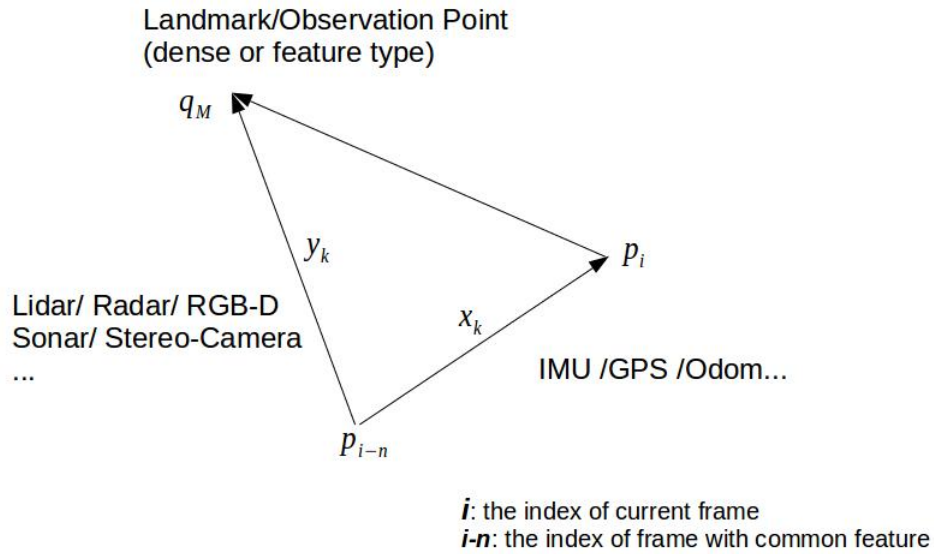 Landmark/Observation Point
(dense or feature type)
q_M
y_k
p_i
Lidar/ Radar/ RGB-D
Sonar/ Stereo-Camera
...
x_k
IMU /GPS /Odom...
p_{i-n}
i: the index of current frame
i-n: the index of frame with common feature